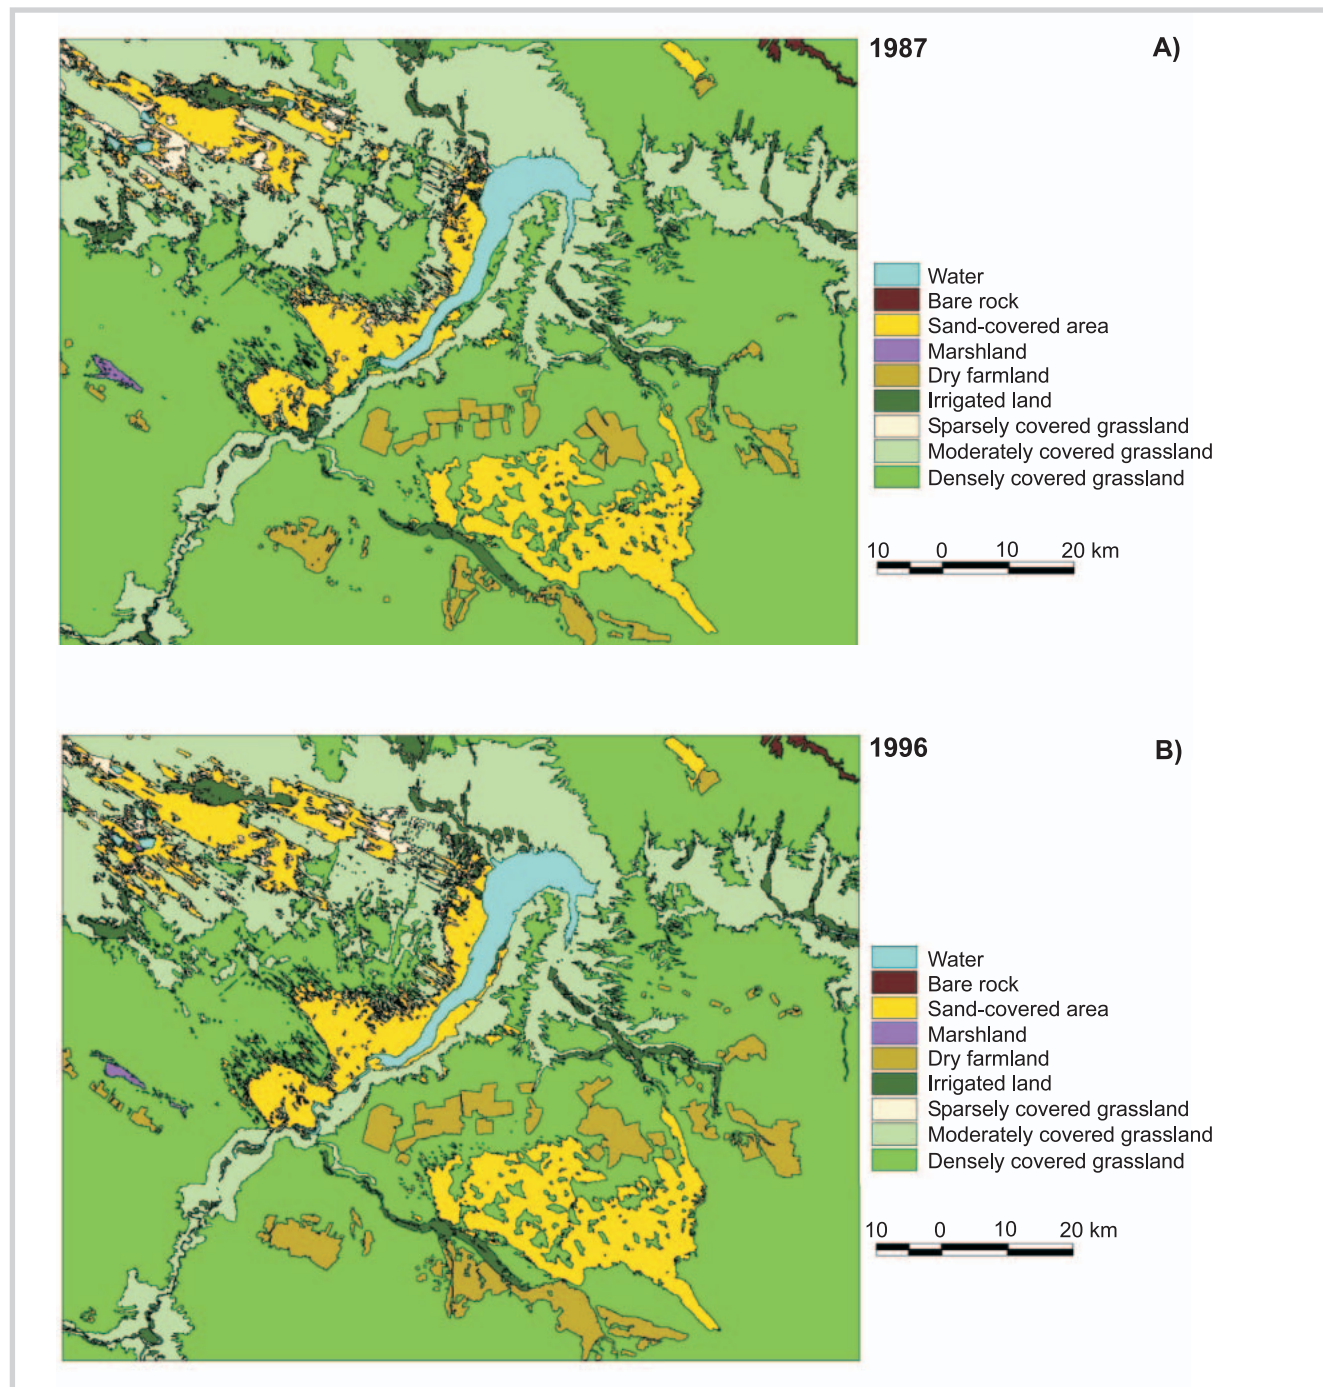 1987 A)
Water
Bare rock
Sand-covered area
Marshland
Dry farmland
Irrigated land
Sparsely covered grassland
Moderately covered grassland
Densely covered grassland
10 0 10 20 km
1996 B)
Water
Bare rock
Sand-covered area
Marshland
Dry farmland
Irrigated land
Sparsely covered grassland
Moderately covered grassland
Densely covered grassland
10 0 10 20 km